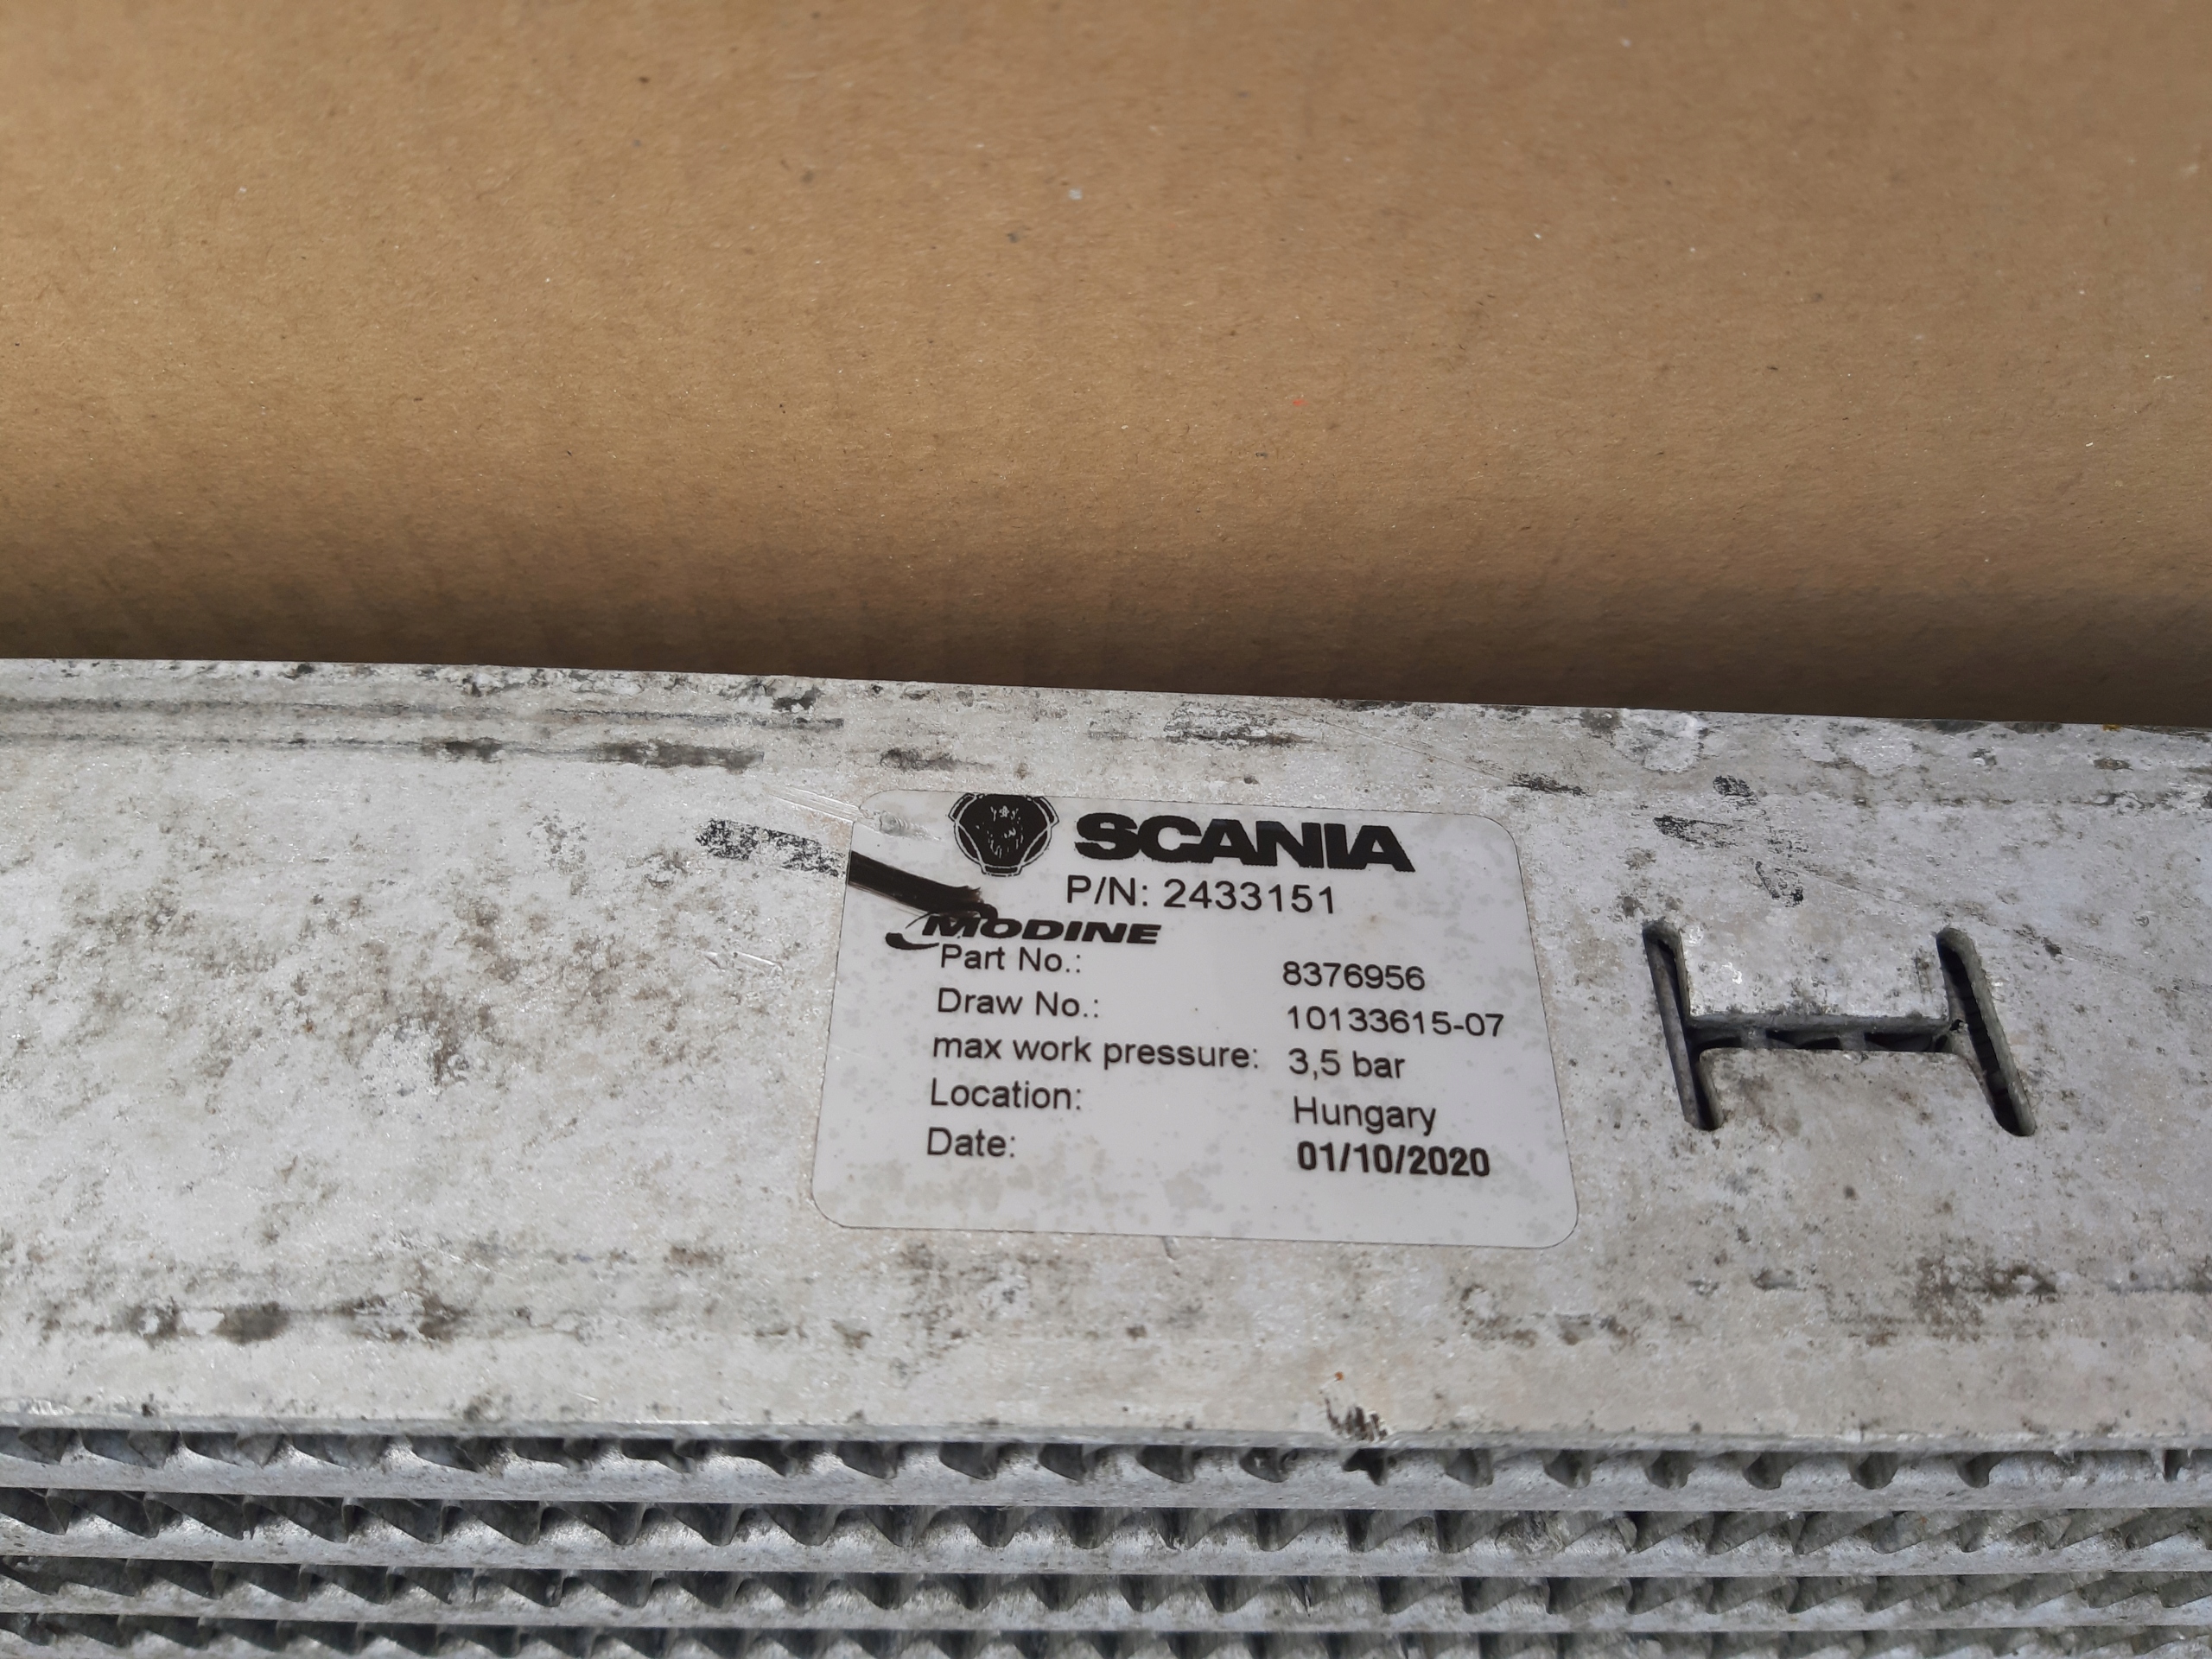 SCANIA
P/N: 2433151
MODINE
Part No.: 8376956
Draw No.: 10133615-07
max work pressure: 3,5 bar
Location: Hungary
Date: 01/10/2020